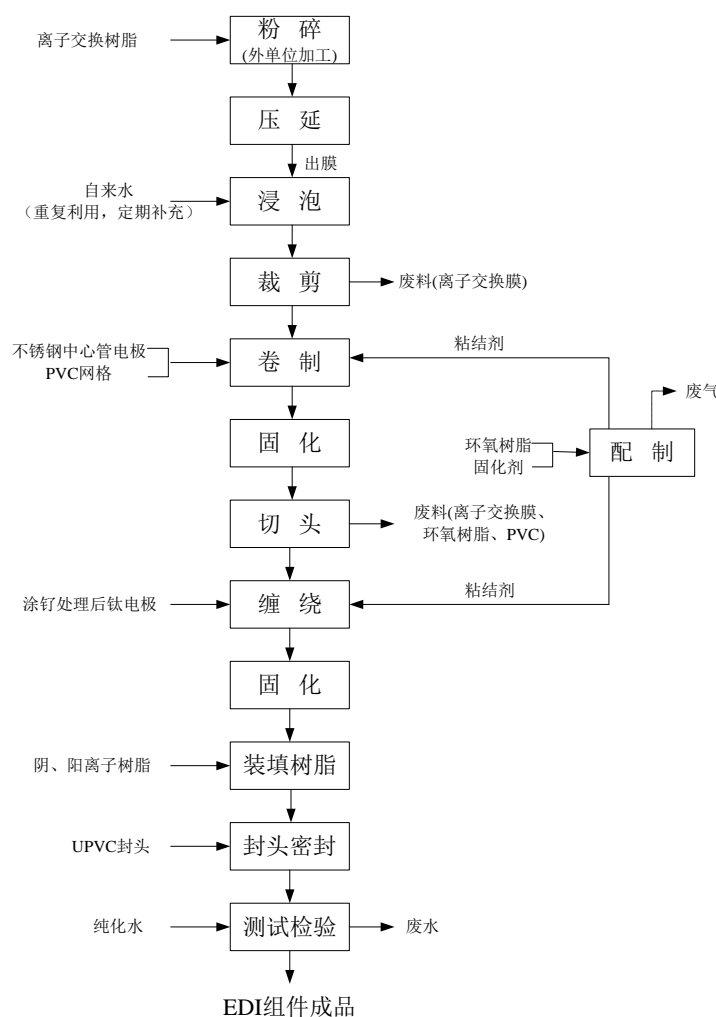 离子交换树脂
粉 碎
(外单位加工)
压 延
出膜
自来水
（重复利用，定期补充）
浸 泡
裁 剪
废料(离子交换膜)
不锈钢中心管电极
PVC网格
卷 制
粘结剂
废气
固 化
环氧树脂
固化剂
配 制
切 头
废料(离子交换膜、
环氧树脂、PVC)
涂钌处理后钛电极
缠 绕
粘结剂
固 化
阴、阳离子树脂
装填树脂
UPVC封头
封头密封
纯化水
测试检验
废水
EDI组件成品